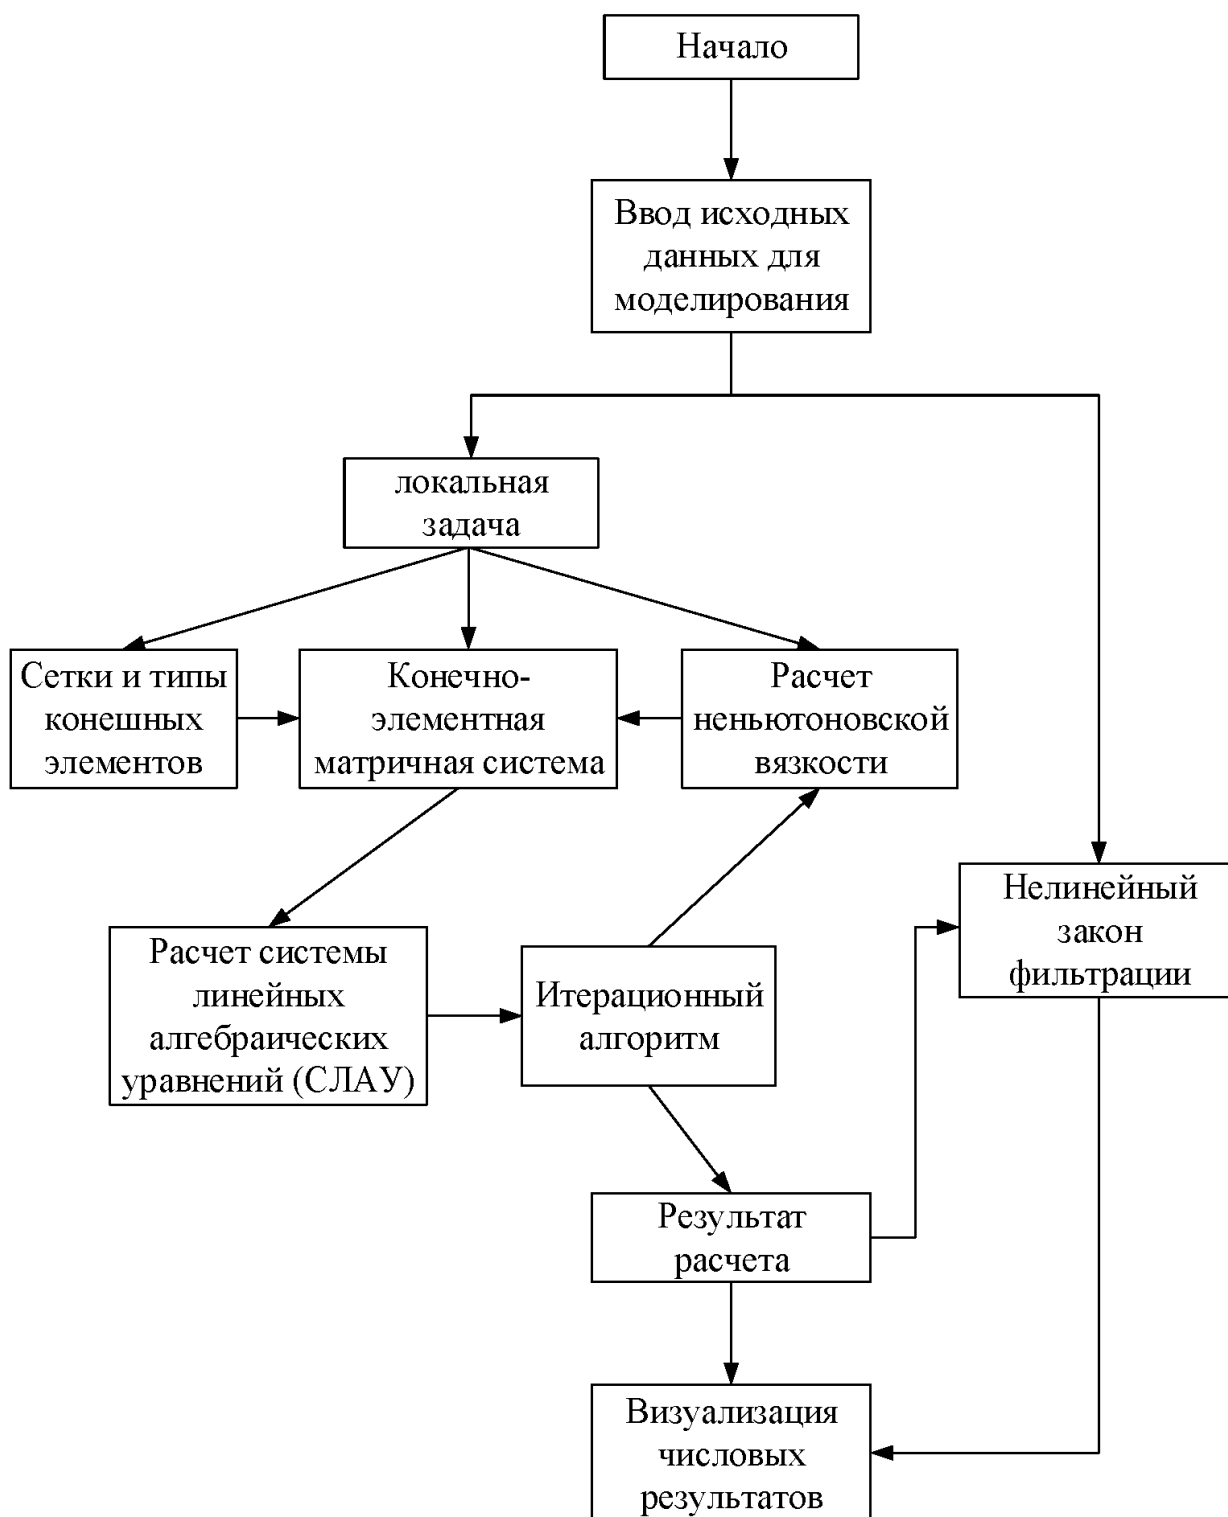 Начало
Ввод исходных
данных для
моделирования
локальная
задача
Сетки и типы
конешных
элементов
Конечно-
элементная
матричная система
Расчет
неньютоновской
вязкости
Нелинейный
закон
фильтрации
Расчет системы
линейных
алгебраических
уравнений (СЛАУ)
Итерационный
алгоритм
Результат
расчета
Визуализация
числовых
результатов